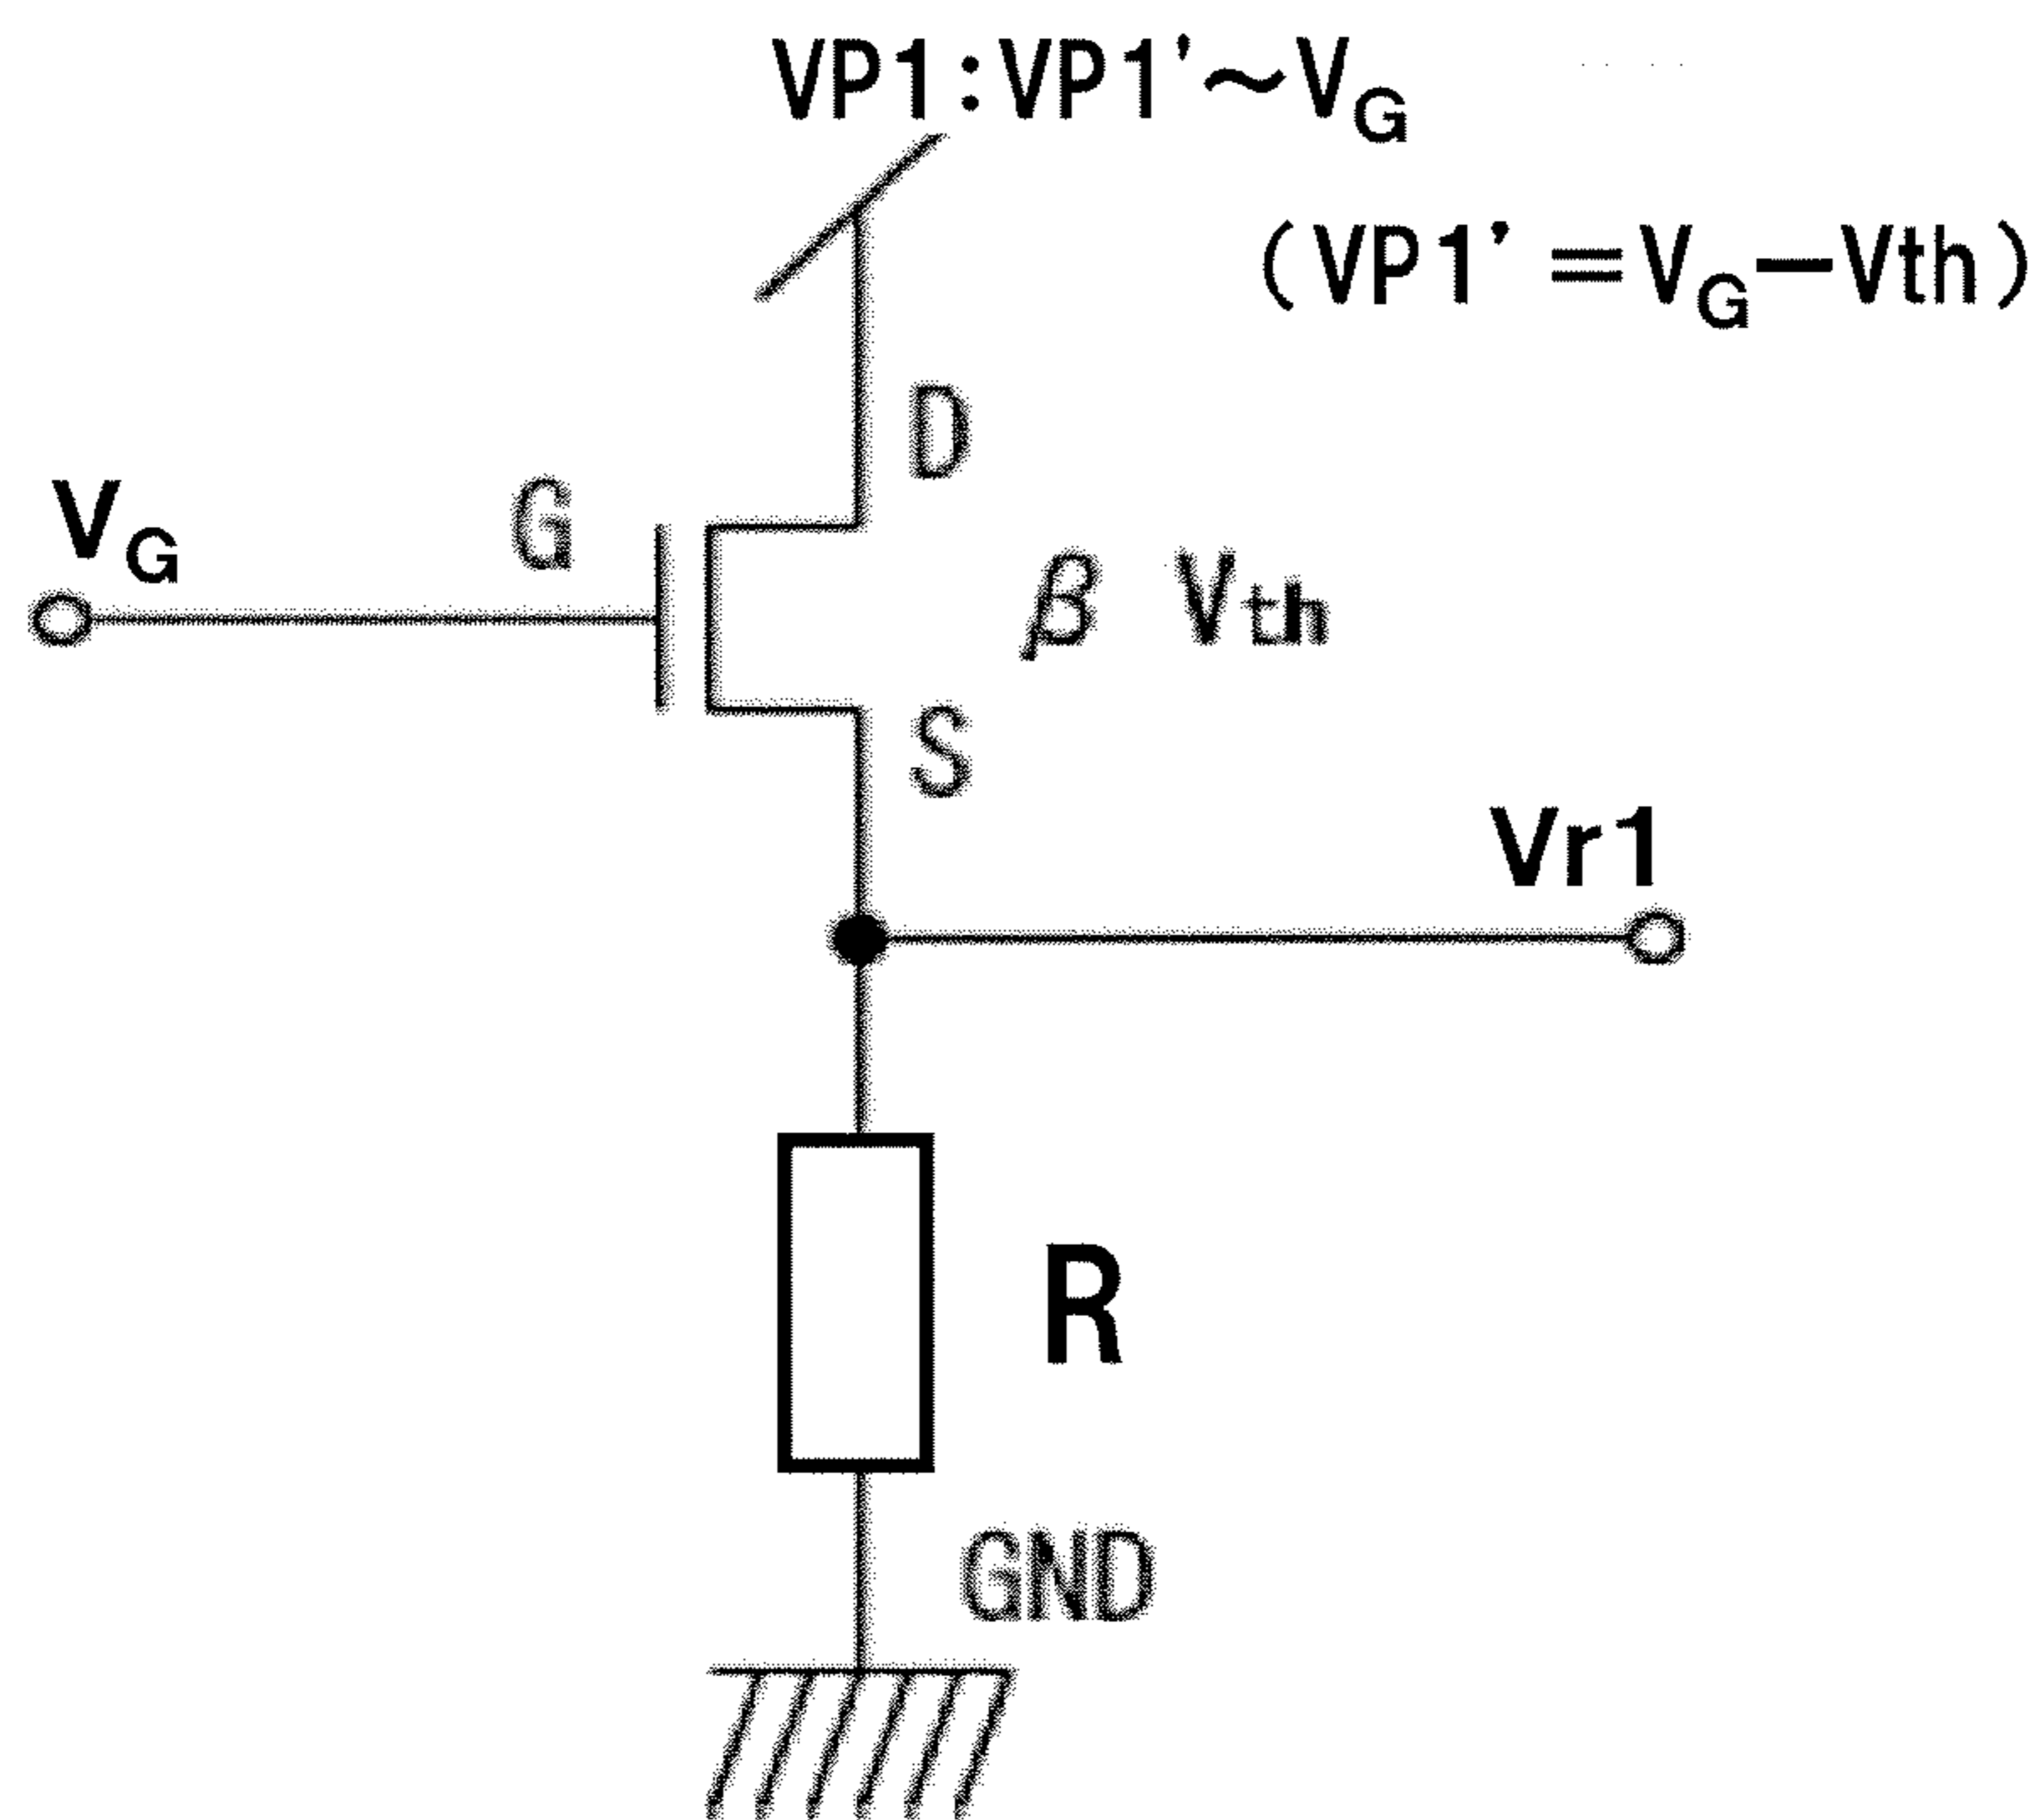 VP1:VP1'~VG
(VP1'=VG-Vth)
D
VG
G
β Vth
S
Vr1
R
GND